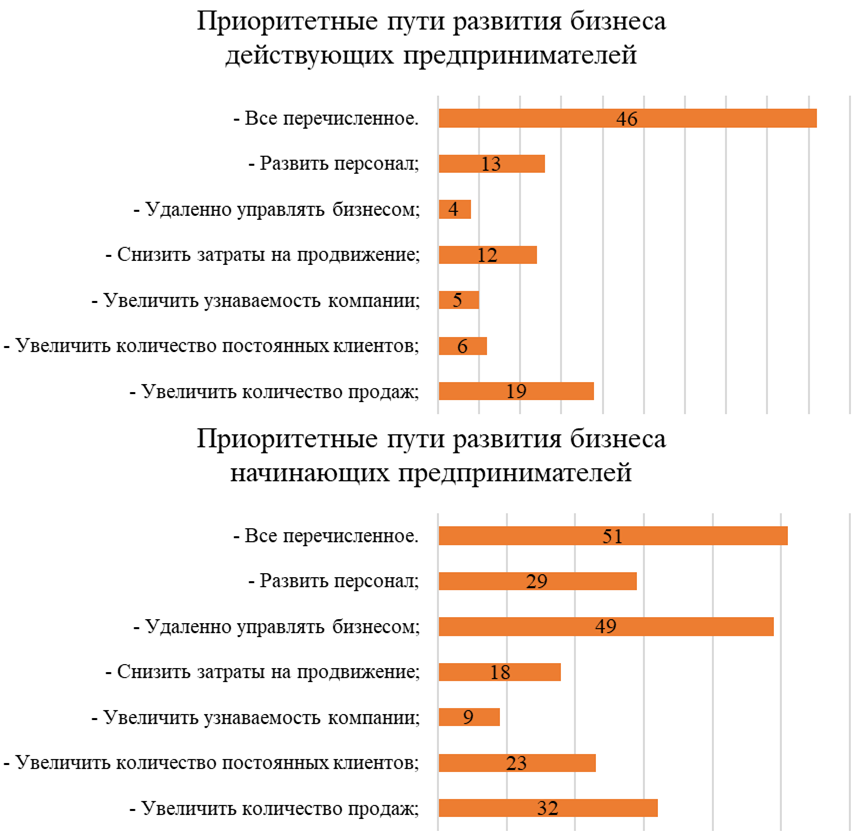 Приоритетные пути развития бизнеса
действующих предпринимателей
- Все перечисленное. 46
- Развить персонал; 13
- Удаленно управлять бизнесом; 4
- Снизить затраты на продвижение; 12
- Увеличить узнаваемость компании; 5
- Увеличить количество постоянных клиентов; 6
- Увеличить количество продаж; 19
Приоритетные пути развития бизнеса
начинающих предпринимателей
- Все перечисленное. 51
- Развить персонал; 29
- Удаленно управлять бизнесом; 49
- Снизить затраты на продвижение; 18
- Увеличить узнаваемость компании; 9
- Увеличить количество постоянных клиентов; 23
- Увеличить количество продаж; 32